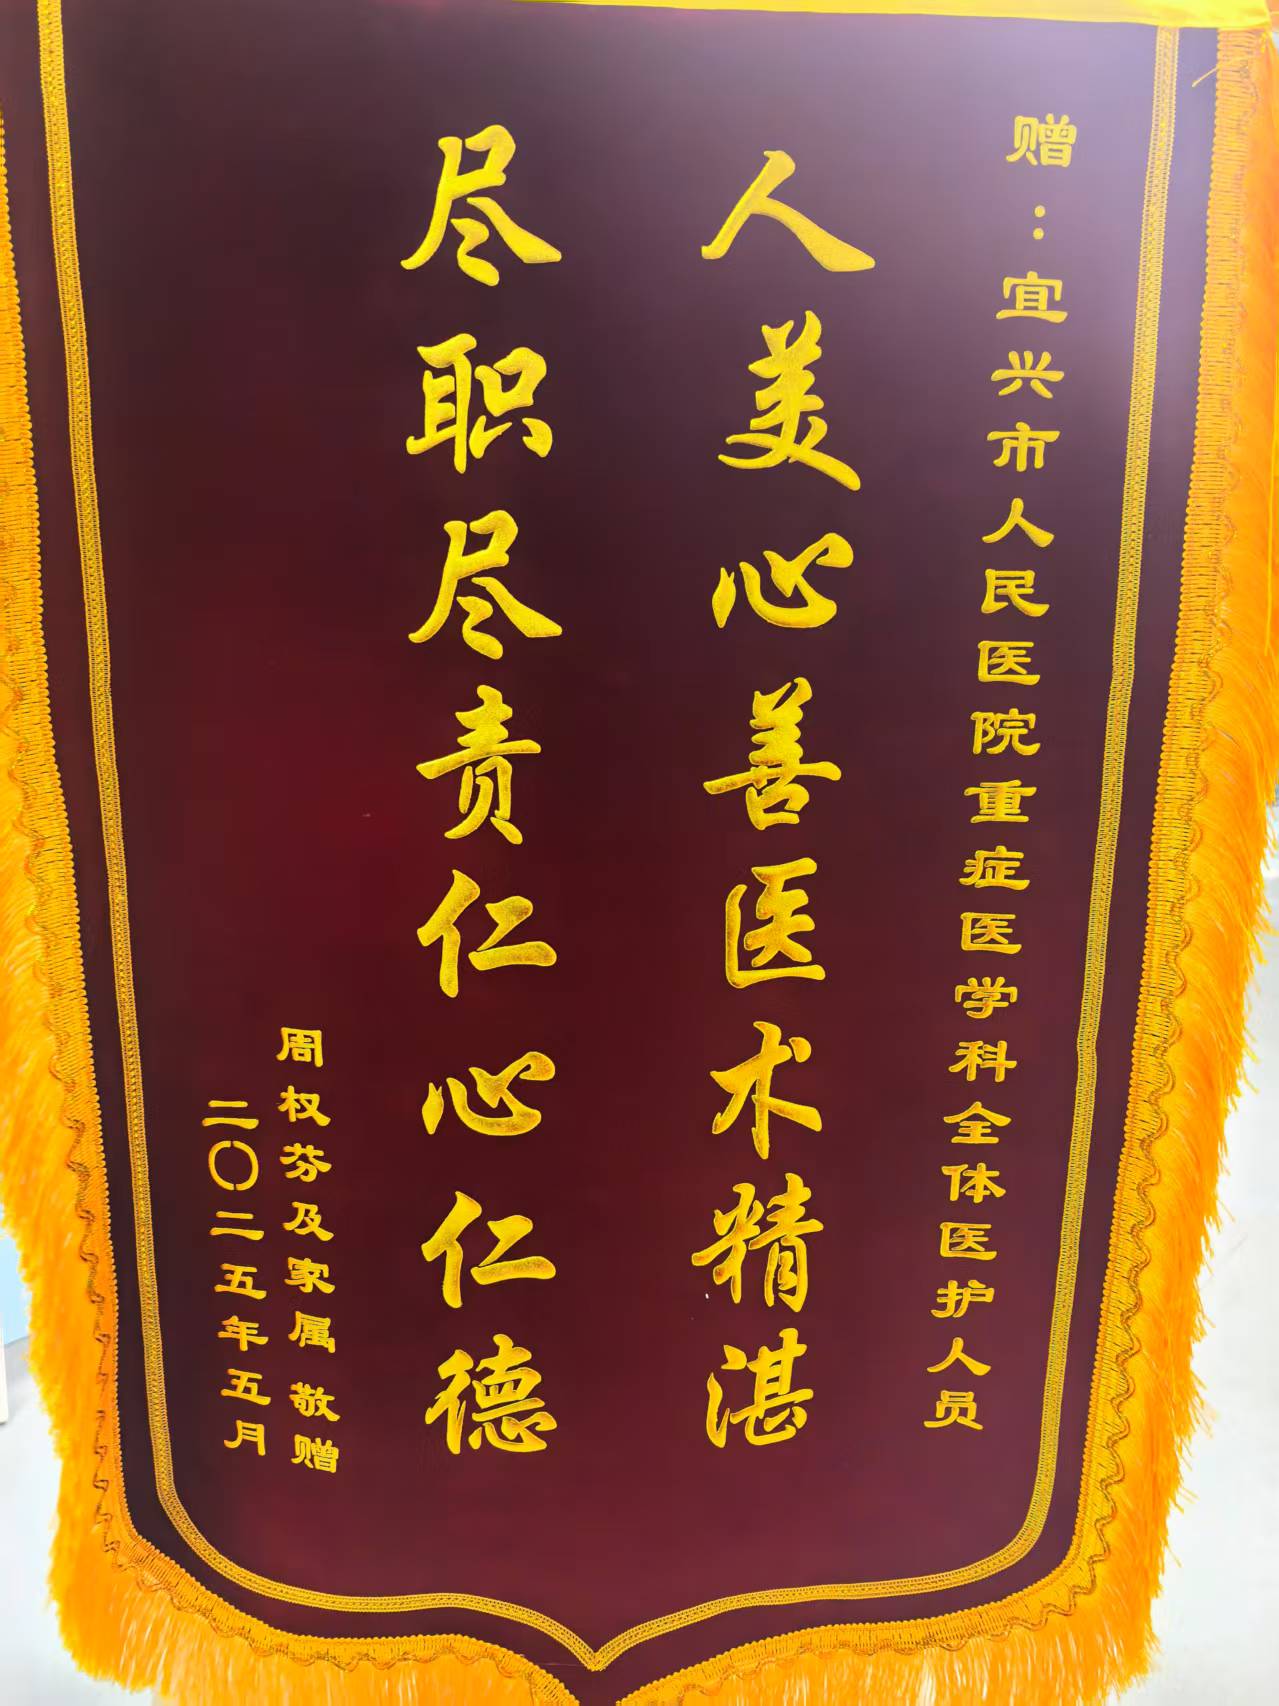 赠：宜兴市人民医院重症医学科全体医护人员
人美心善医术精湛
尽职尽责仁心仁德
周权芬及家属 敬赠
二〇二五年五月